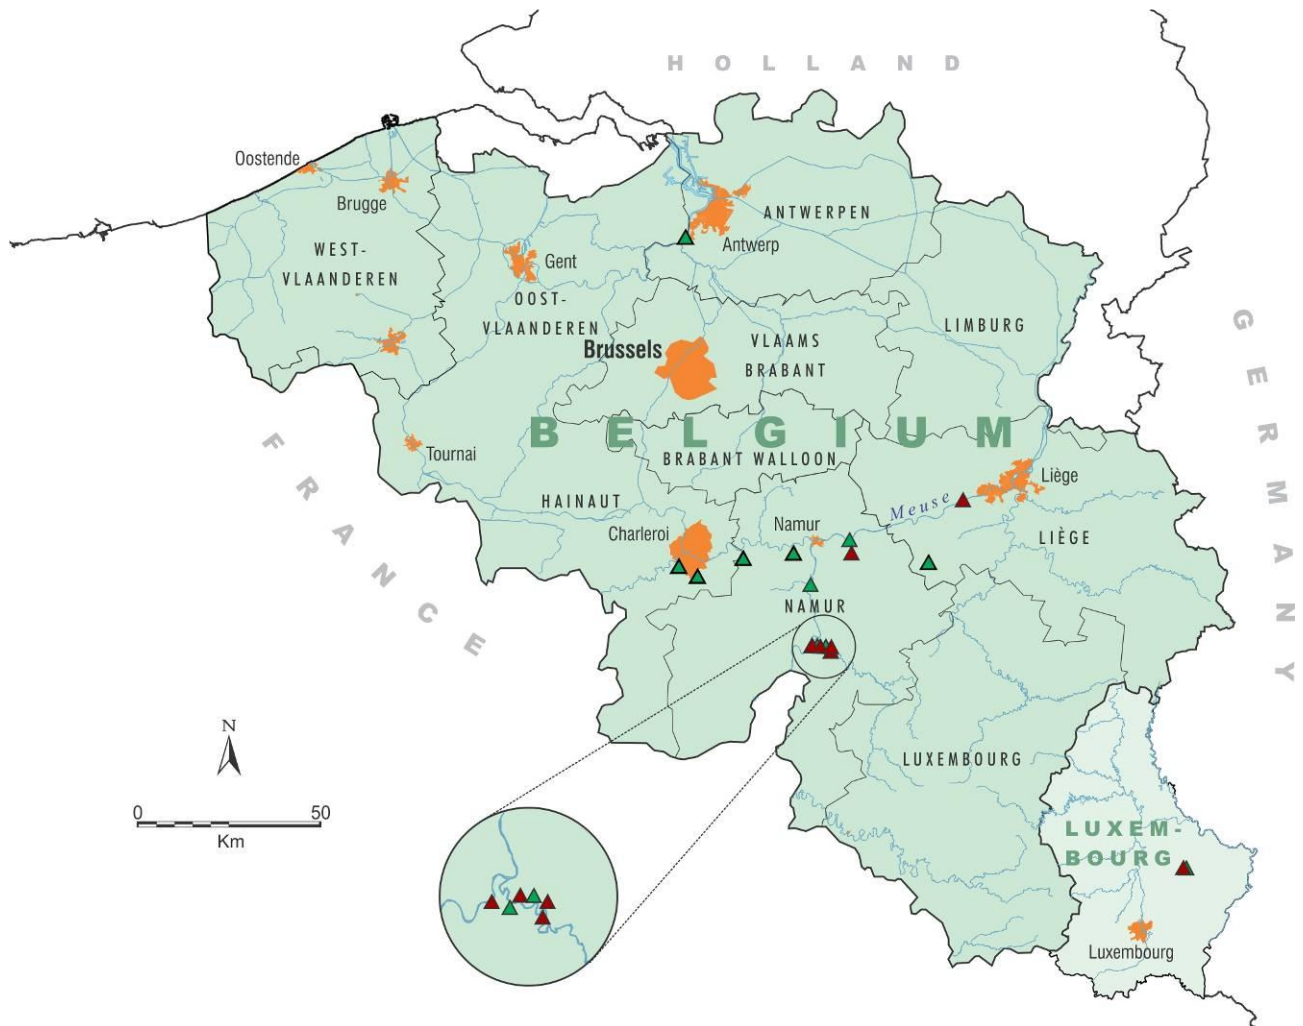 HOLLAND
Oostende
Brugge
ANTWERPEN
WEST-
VLAANDEREN
Antwerp
Gent
OOST-
VLAANDEREN
LIMBURG
Brussels
VLAAMS
BRABANT
GERMANY
FRANCE
BELGIUM
Tournai
BRABANT WALLOON
Liège
HAINAUT
Meuse
Charleroi
Namur
LIÈGE
NAMUR
N
LUXEMBOURG
0 50
Km
LUXEM-
BOURG
Luxembourg